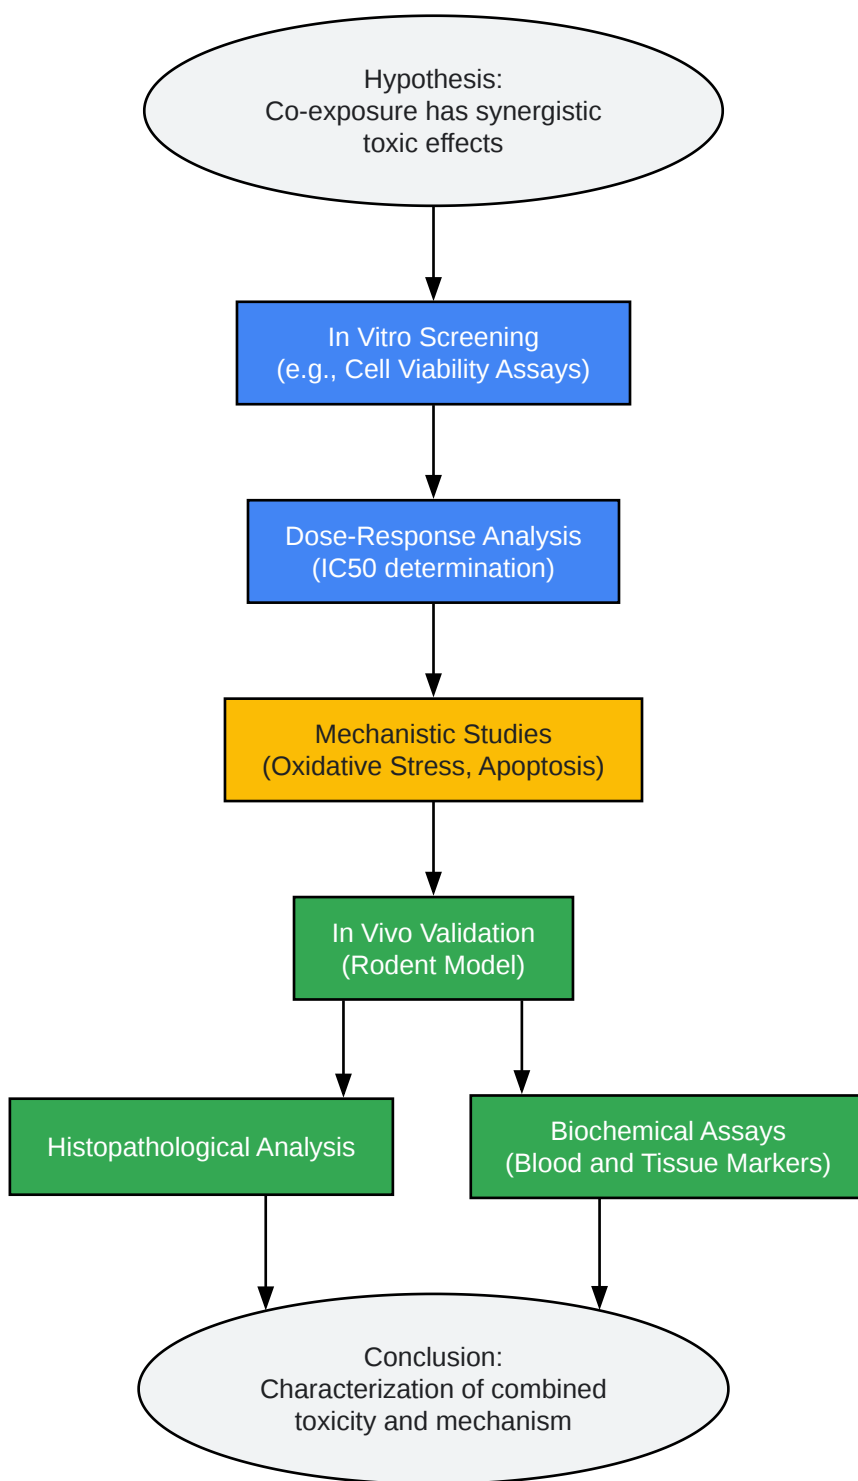 Hypothesis:
Co-exposure has synergistic
toxic effects
In Vitro Screening
(e.g., Cell Viability Assays)
Dose-Response Analysis
(IC50 determination)
Mechanistic Studies
(Oxidative Stress, Apoptosis)
In Vivo Validation
(Rodent Model)
Histopathological Analysis
Biochemical Assays
(Blood and Tissue Markers)
Conclusion:
Characterization of combined
toxicity and mechanism